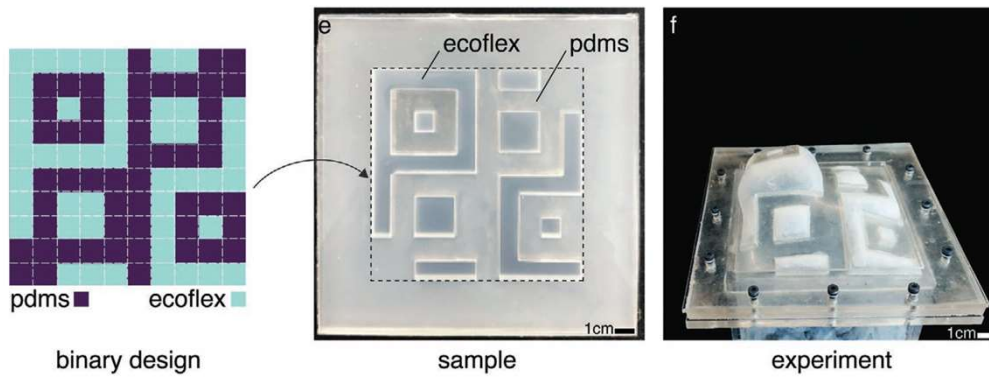 e
ecoflex
pdms
f
pdms
ecoflex
1cm
1cm
binary design
sample
experiment